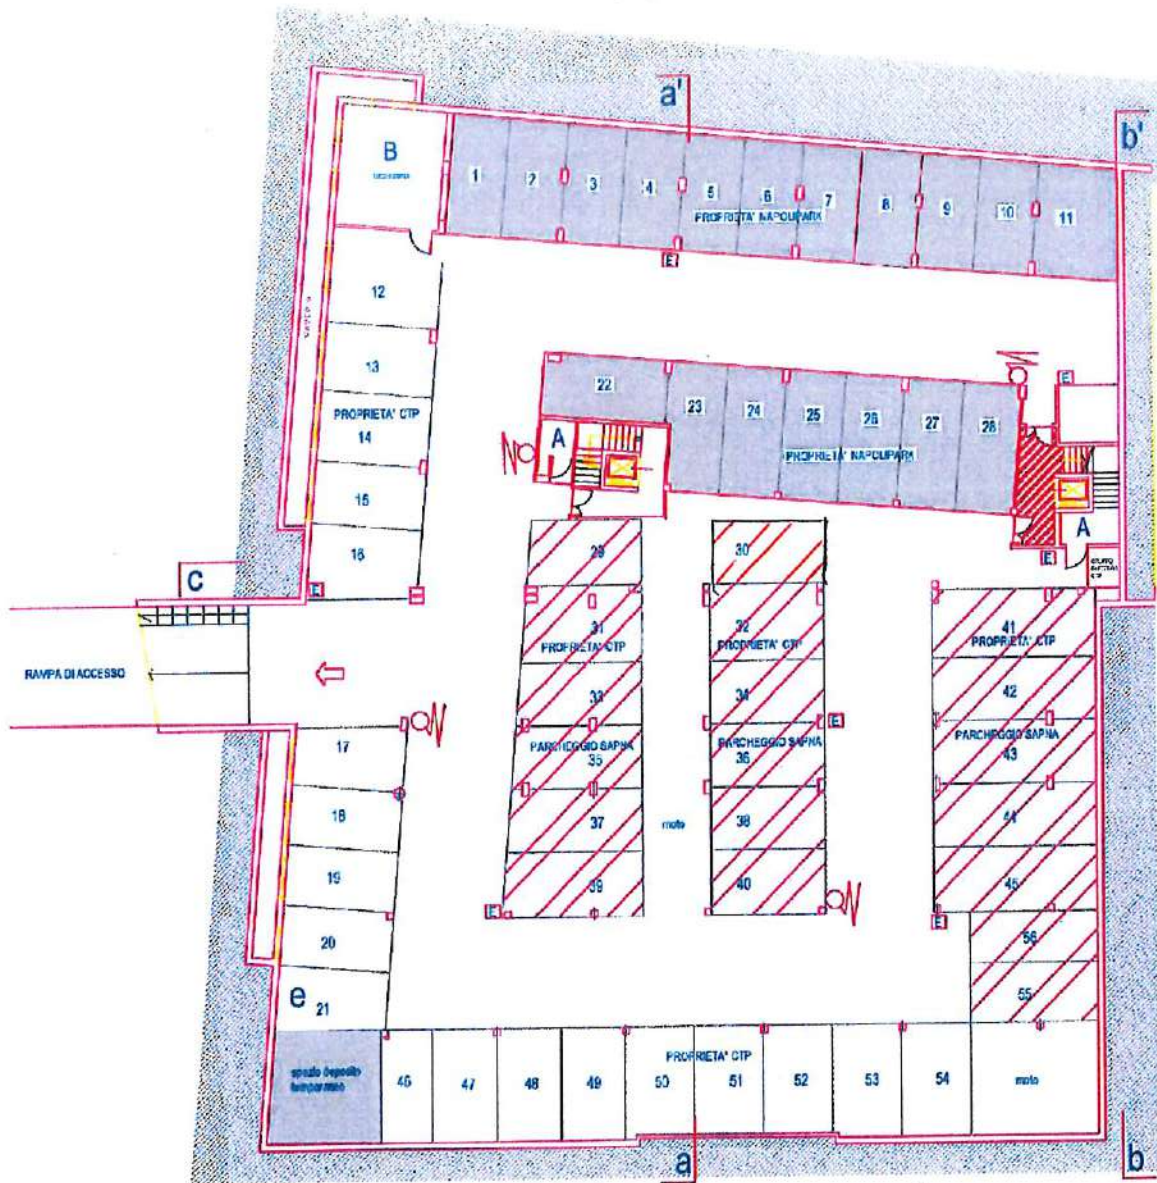 a'
b'
B
1
2
3
4
5
6
7
8
9
10
11
PROPRIETA' NAPOLIPARK
E
12
13
PROPRIETA' CTP
14
15
16
E
22
23
24
25
26
27
28
PROPRIETA' NAPOLIPARK
N
E
A
N
A
E
C
RAMPA DI ACCESSO
29
30
31
PROPRIETA' CTP
33
PARCHEGGIO SAPNA
35
37
39
E
32
PROPRIETA' CTP
34
PARCHEGGIO SAPNA
36
38
40
E
N
moto
41
PROPRIETA' CTP
42
PARCHEGGIO SAPNA
43
44
45
E
56
55
17
N
18
19
20
e
21
spazio deposito
temporaneo
46
47
48
49
50
51
52
53
54
PROPRIETA' CTP
moto
a
b